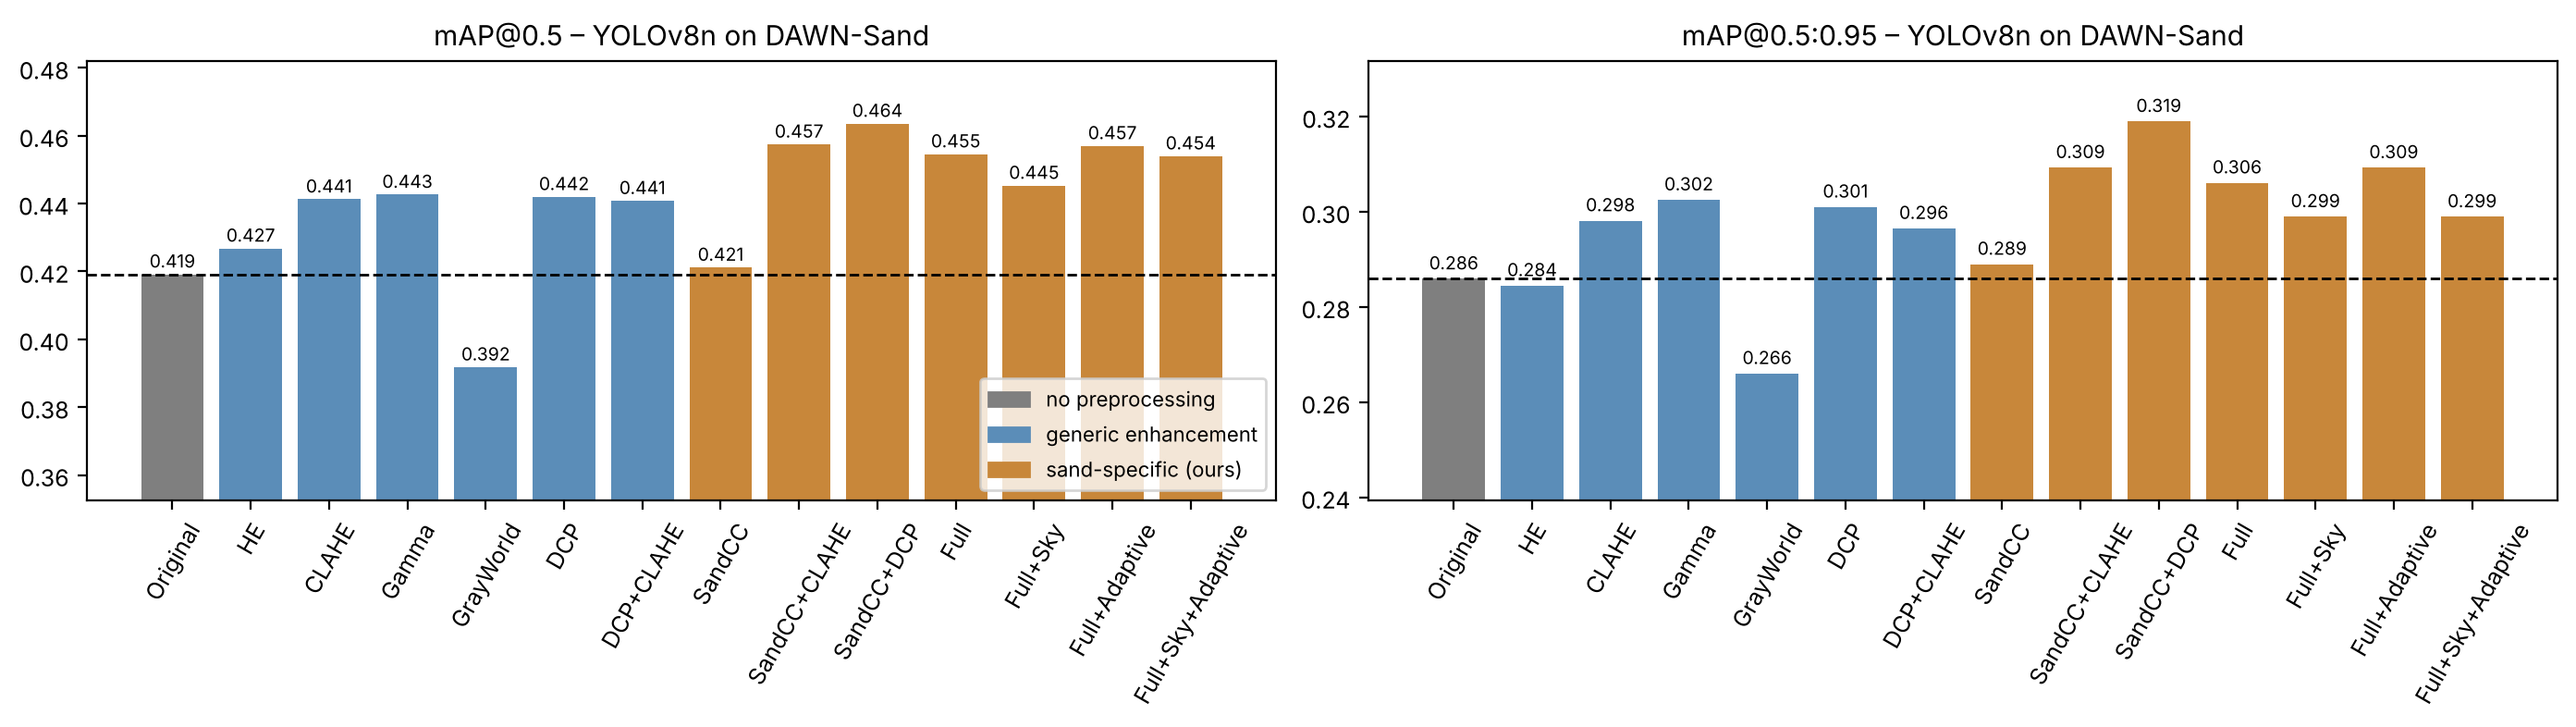 mAP@0.5 – YOLOv8n on DAWN-Sand
0.48
0.46
0.44
0.42
0.40
0.38
0.36
0.419
0.427
0.441
0.443
0.392
0.442
0.441
0.421
0.457
0.464
0.455
0.445
0.457
0.454
no preprocessing
generic enhancement
sand-specific (ours)
Original
HE
CLAHE
Gamma
GrayWorld
DCP
DCP+CLAHE
SandCC
SandCC+CLAHE
SandCC+DCP
Full
Full+Sky
Full+Adaptive
Full+Sky+Adaptive
mAP@0.5:0.95 – YOLOv8n on DAWN-Sand
0.32
0.30
0.28
0.26
0.24
0.286
0.284
0.298
0.302
0.266
0.301
0.296
0.289
0.309
0.319
0.306
0.299
0.309
0.299
Original
HE
CLAHE
Gamma
GrayWorld
DCP
DCP+CLAHE
SandCC
SandCC+CLAHE
SandCC+DCP
Full
Full+Sky
Full+Adaptive
Full+Sky+Adaptive